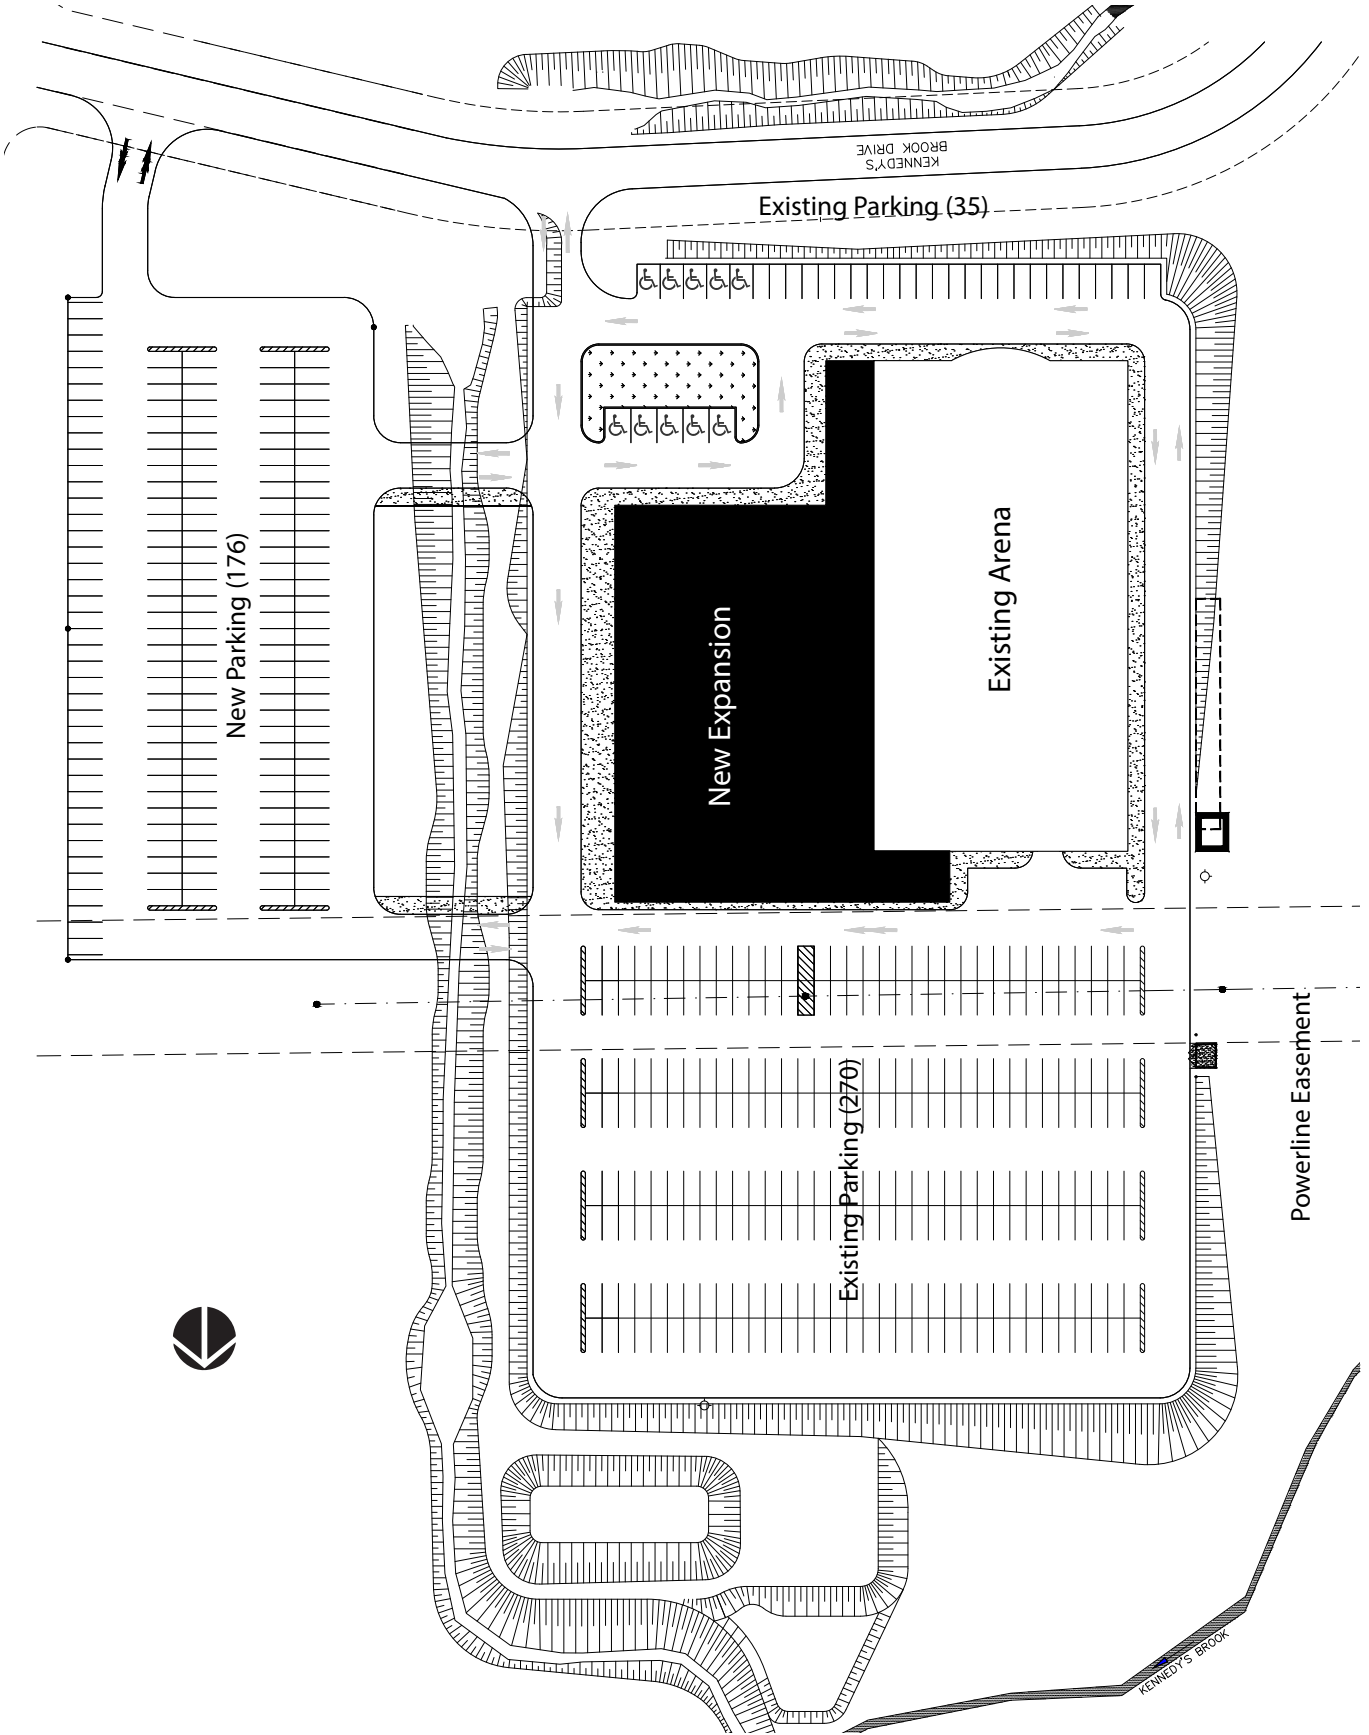 KENNEDY'S
BROOK DRIVE
Existing Parking (35)
New Parking (176)
New Expansion
Existing Arena
Existing Parking (270)
Powerline Easement
KENNEDY'S BROOK